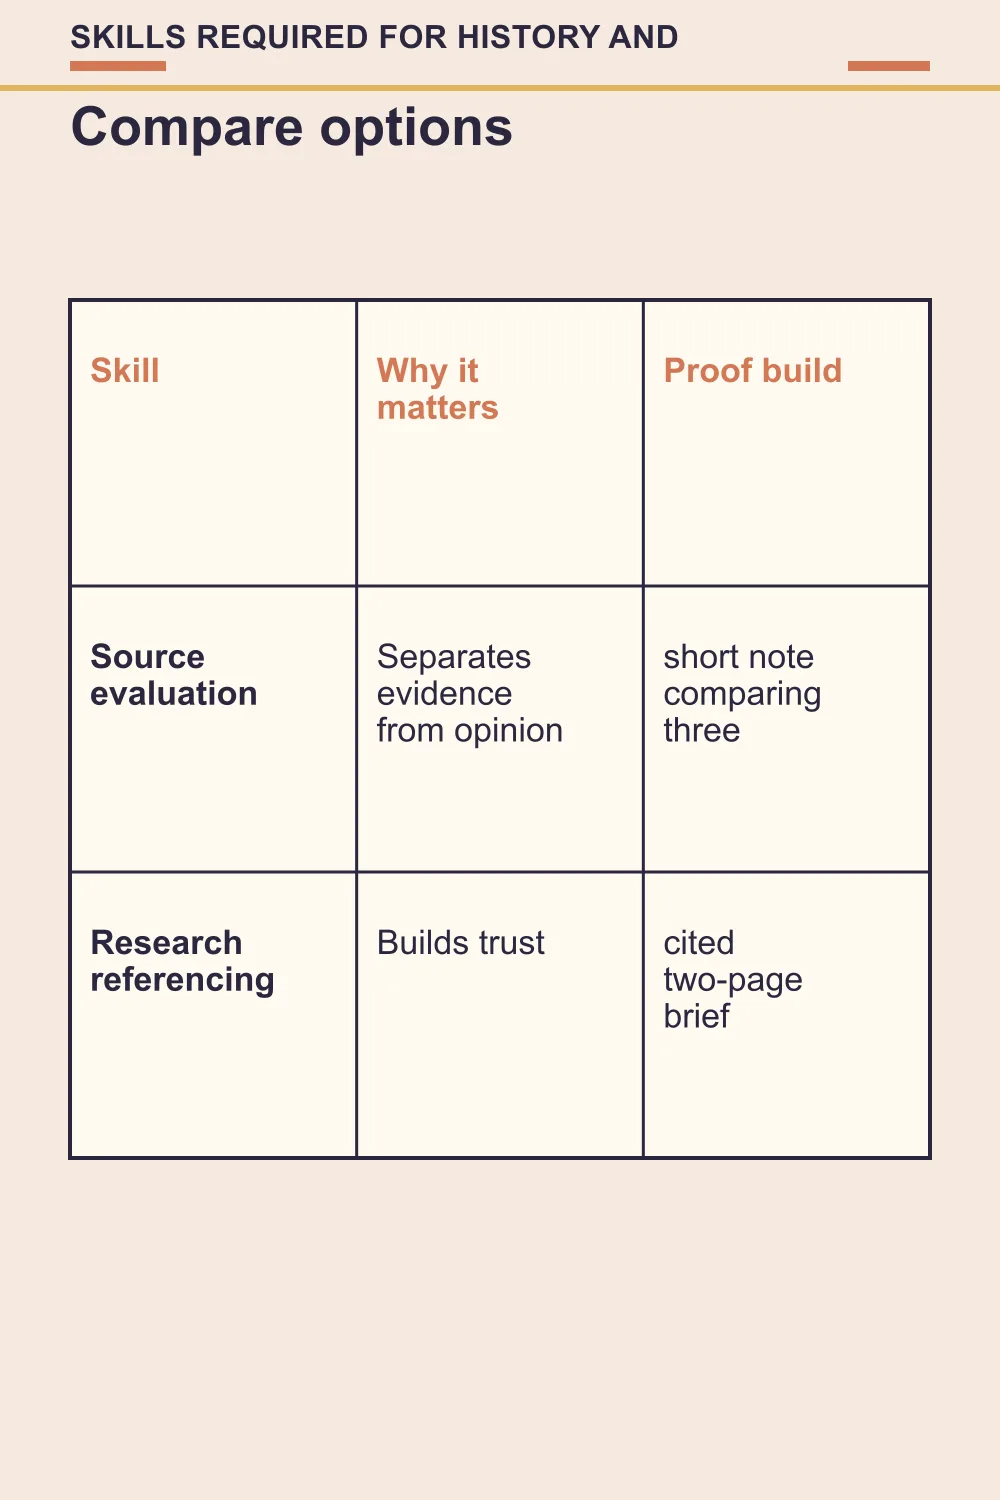 SKILLS REQUIRED FOR HISTORY AND
Compare options
Skill
Why it
matters
Proof build
Source
evaluation
Separates
evidence
from opinion
short note
comparing
three
Research
referencing
Builds trust
cited
two-page
brief